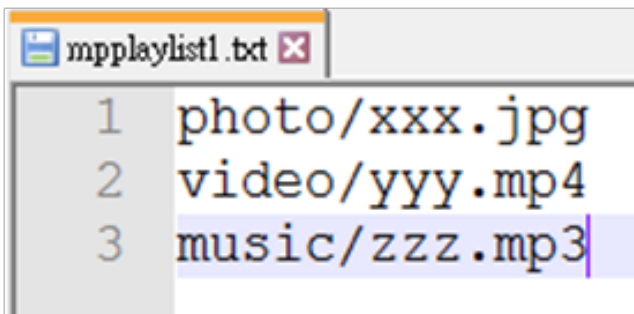 mpplaylist1.txt
1 photo/xxx.jpg
2 video/yyy.mp4
3 music/zzz.mp3